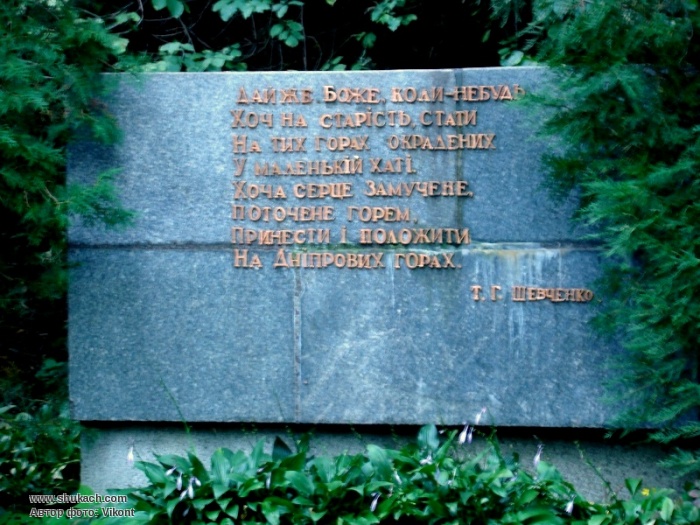 Дай же, Боже, коли-небудь,
Хоч на старість, стати
На тих горах окрадених
У маленькій хаті.
Хоча серце замучене,
Поточене горем,
Принести і положити
На Дніпрових горах.
Т. Г. Шевченко
www.shukach.com
Автор фото: Vikont